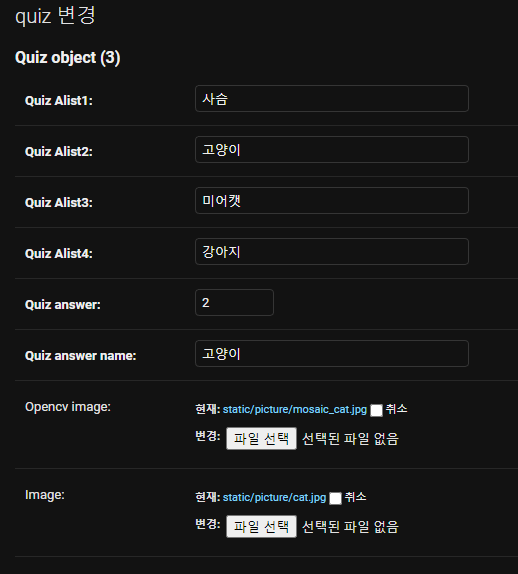 quiz 변경
Quiz object (3)
Quiz Alist1: 사슴
Quiz Alist2: 고양이
Quiz Alist3: 미어캣
Quiz Alist4: 강아지
Quiz answer: 2
Quiz answer name: 고양이
Opencv image: 현재: static/picture/mosaic_cat.jpg 취소
변경: 파일 선택 선택된 파일 없음
Image: 현재: static/picture/cat.jpg 취소
변경: 파일 선택 선택된 파일 없음